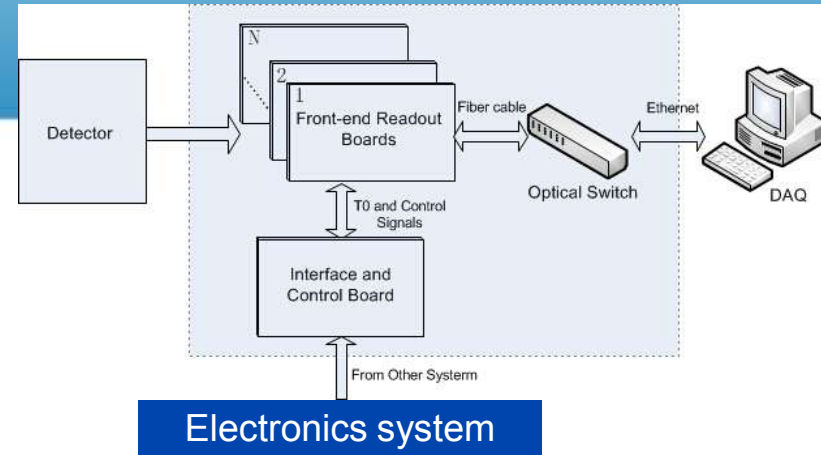 N
2
1
Detector
Front-end Readout
Boards
Fiber cable
Ethernet
Optical Switch
DAQ
T0 and Control
Signals
Interface and
Control Board
From Other Systerm
Electronics system